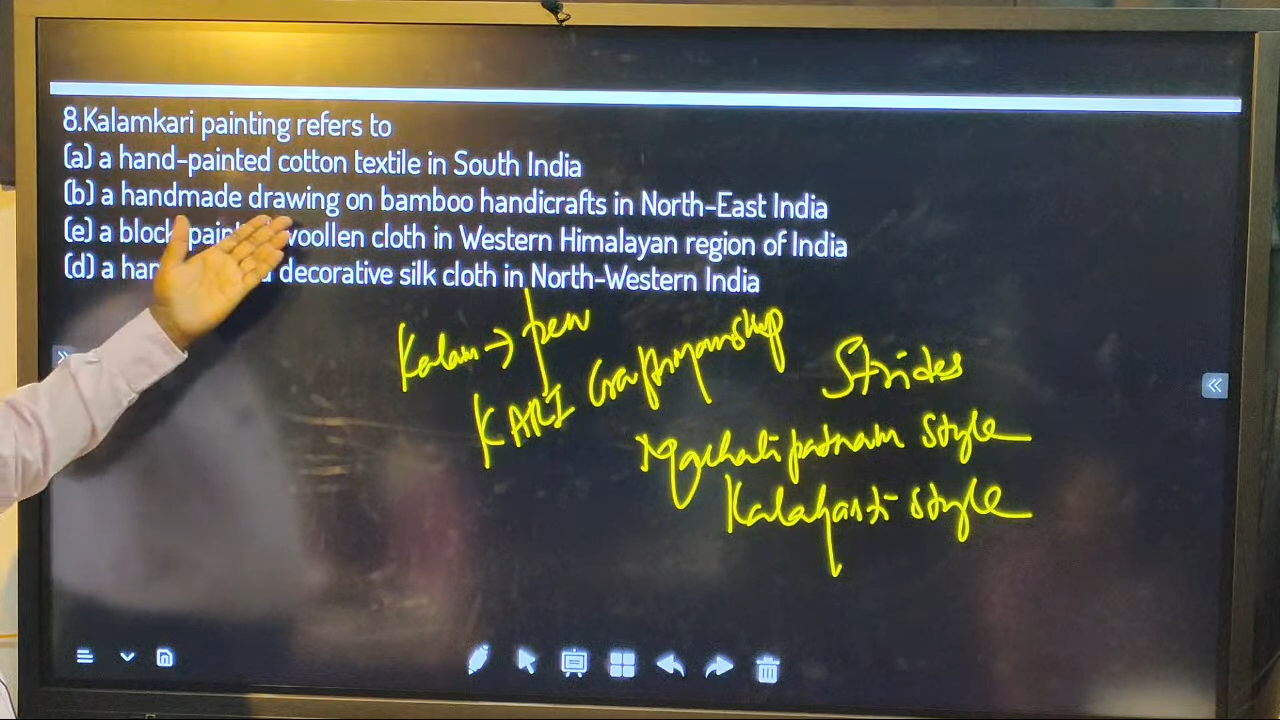 8.Kalamkari painting refers to
(a) a hand-painted cotton textile in South India
(b) a handmade drawing on bamboo handicrafts in North-East India
(e) a block woollen cloth in Western Himalayan region of India
(d) a decorative silk cloth in North-Western India
Kalam → pen
KARI Craftmanship
Strides
Machalipatnam style
Kalahasti style